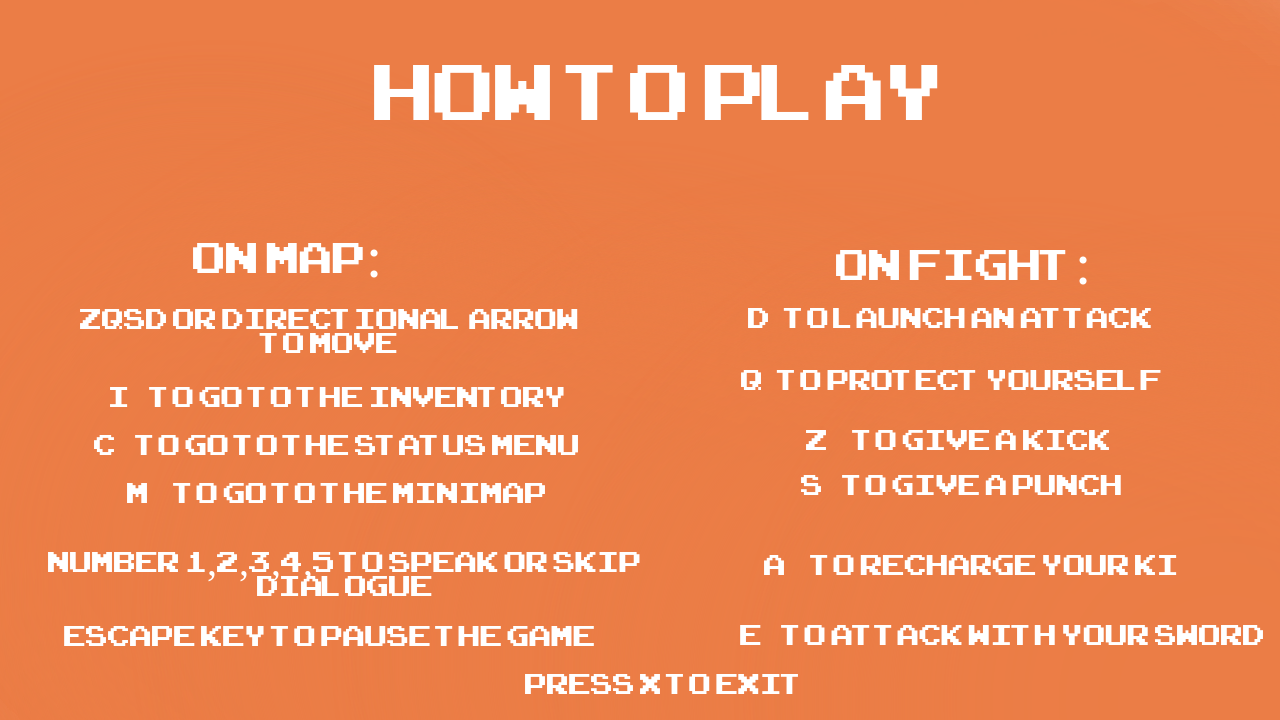 HOW TO PLAY
ON MAP:
ZQSD OR DIRECTIONAL ARROW
TO MOVE
I TO GO TO THE INVENTORY
C TO GO TO THE STATUS MENU
M TO GO TO THE MINIMAP
NUMBER 1,2,3,4,5 TO SPEAK OR SKIP
DIALOGUE
ESCAPE KEY TO PAUSE THE GAME
ON FIGHT:
D TO LAUNCH AN ATTACK
Q TO PROTECT YOURSELF
Z TO GIVE A KICK
S TO GIVE A PUNCH
A TO RECHARGE YOUR KI
E TO ATTACK WITH YOUR SWORD
PRESS X TO EXIT